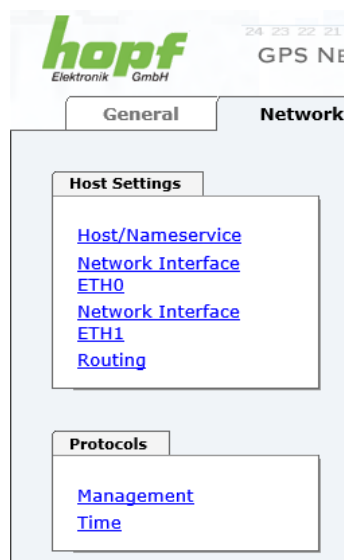 hopf
Elektronik GmbH
24 23 22 21
GPS NE
General
Network
Host Settings
Host/Nameservice
Network Interface
ETH0
Network Interface
ETH1
Routing
Protocols
Management
Time